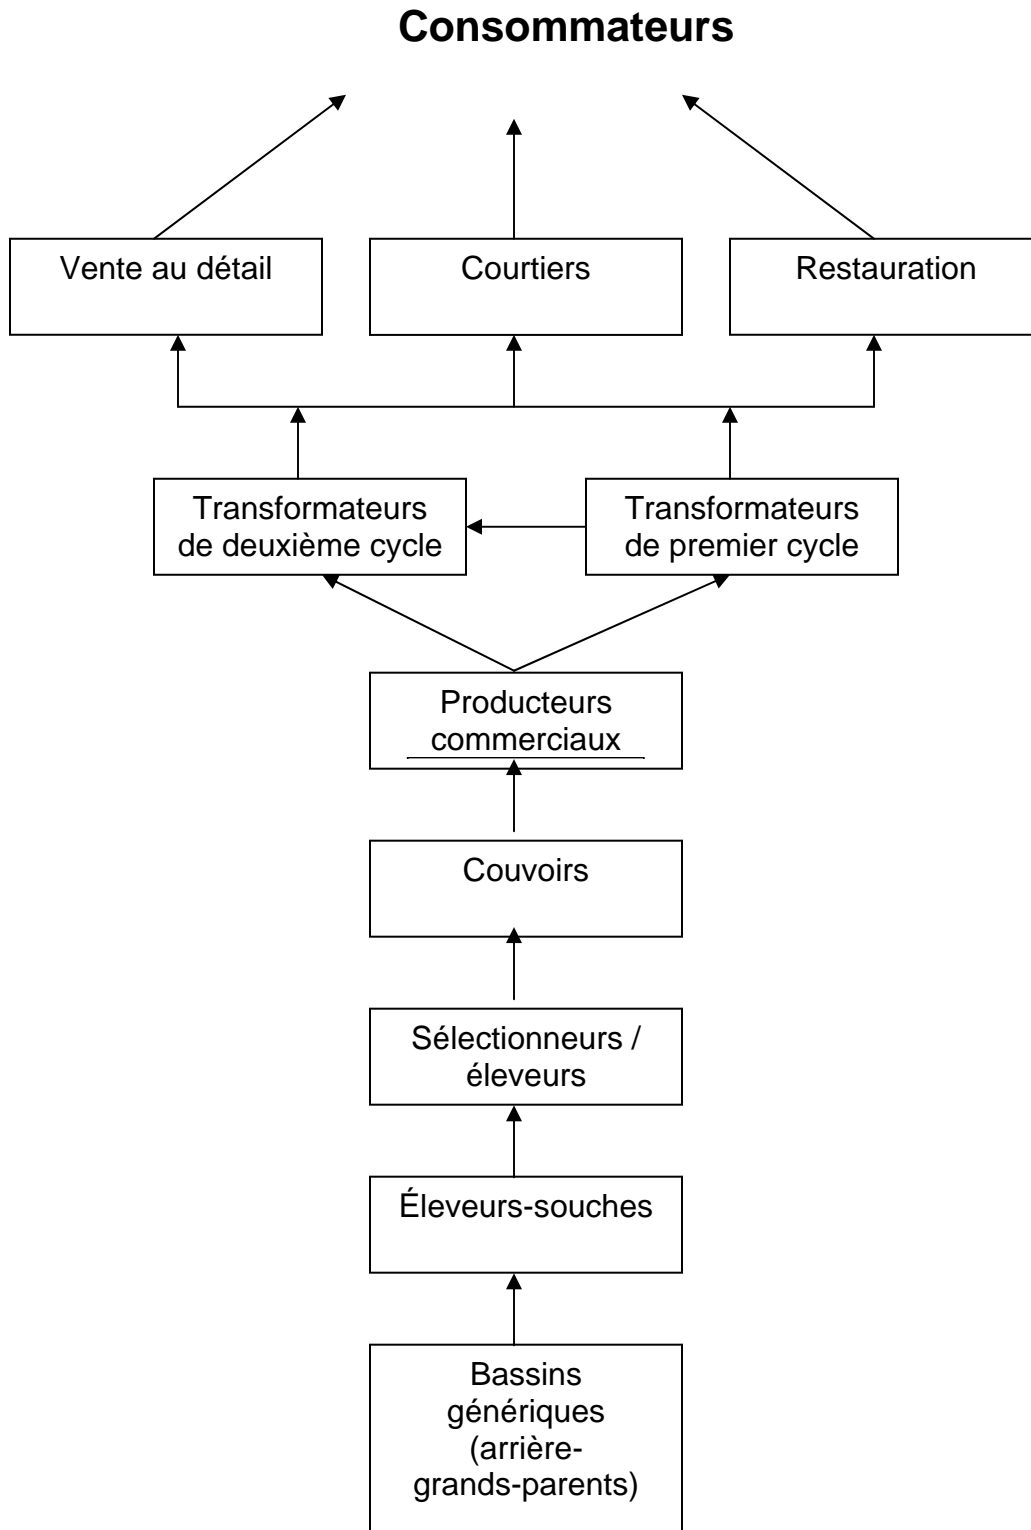 Consommateurs
Vente au détail
Courtiers
Restauration
Transformateurs
de deuxième cycle
Transformateurs
de premier cycle
Producteurs
commerciaux
Couvoirs
Sélectionneurs /
éleveurs
Éleveurs-souches
Bassins
génériques
(arrière-
grands-parents)